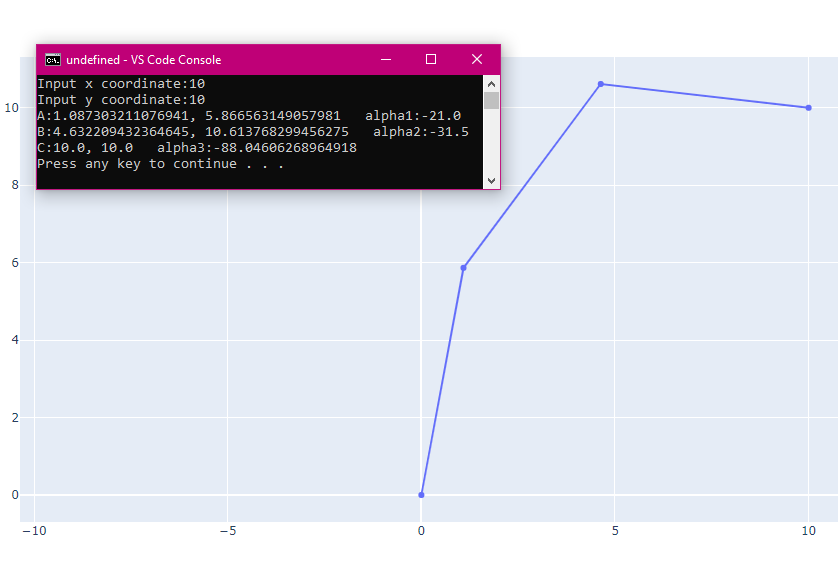 undefined - VS Code Console
Input x coordinate:10
Input y coordinate:10
A:1.087303211076941, 5.866563149057981   alpha1:-21.0
B:4.632209432364645, 10.613768299456275   alpha2:-31.5
C:10.0, 10.0   alpha3:-88.04606268964918
Press any key to continue . . .
10
8
6
4
2
0
−10 −5 0 5 10